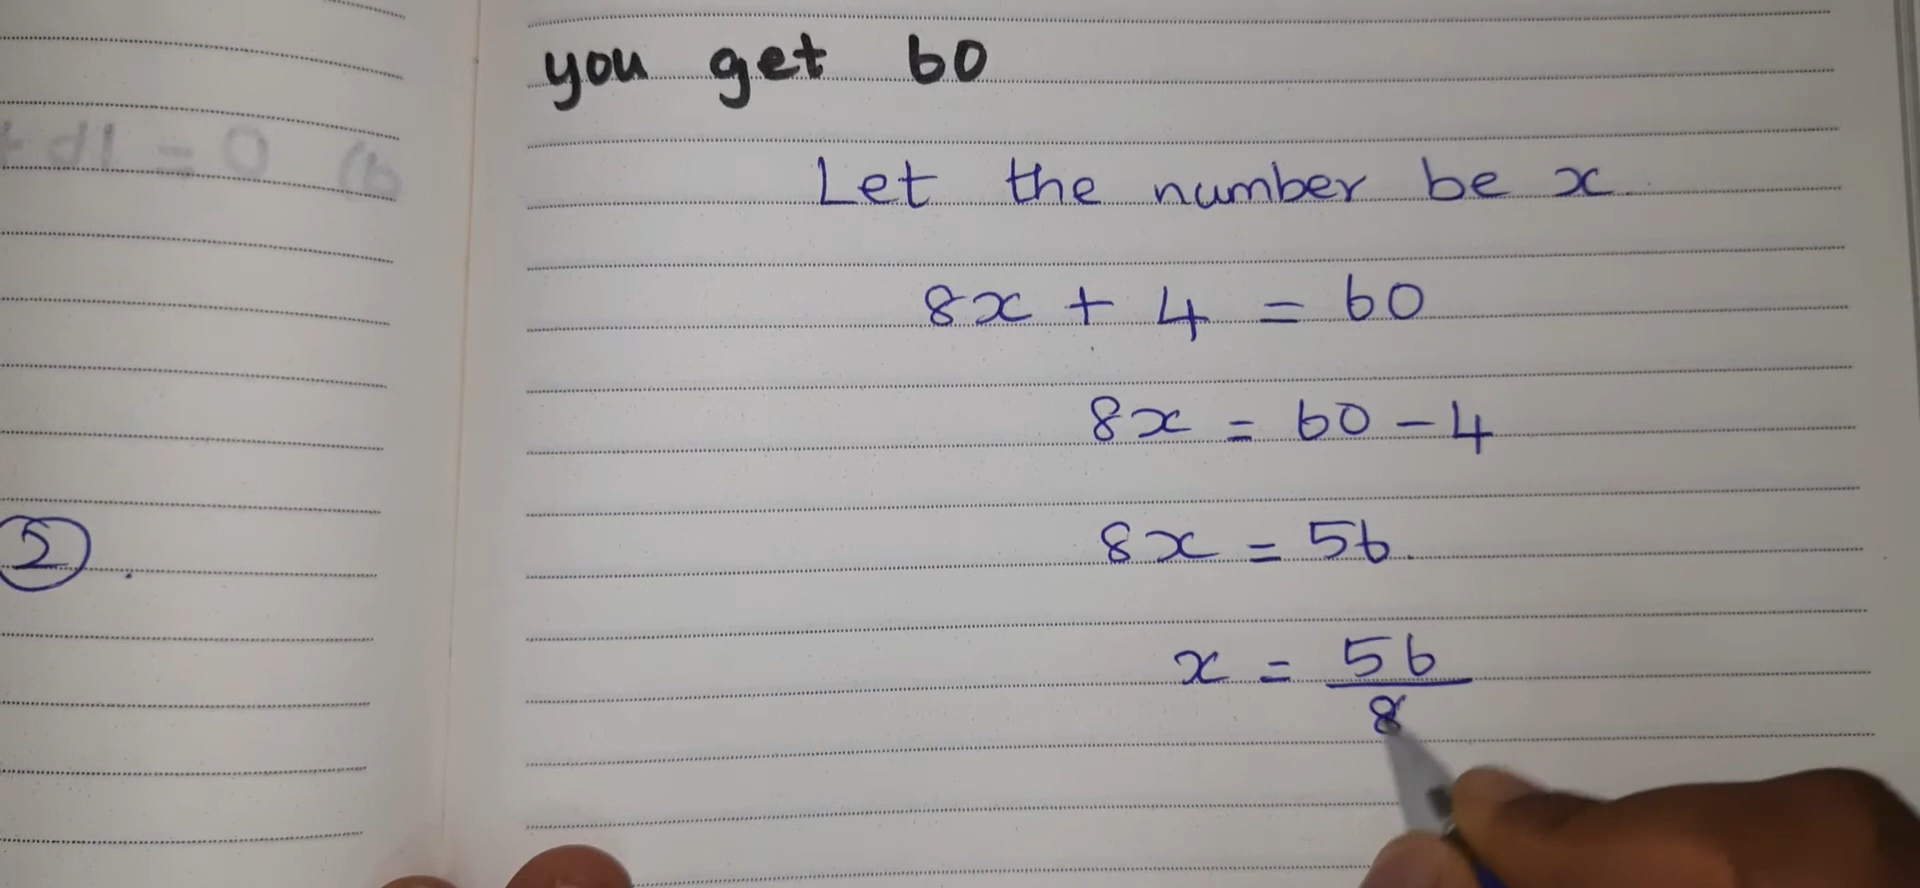 you get 60
Let the number be x
8x + 4 = 60
8x = 60 - 4
8x = 56
2.
x = 56
8